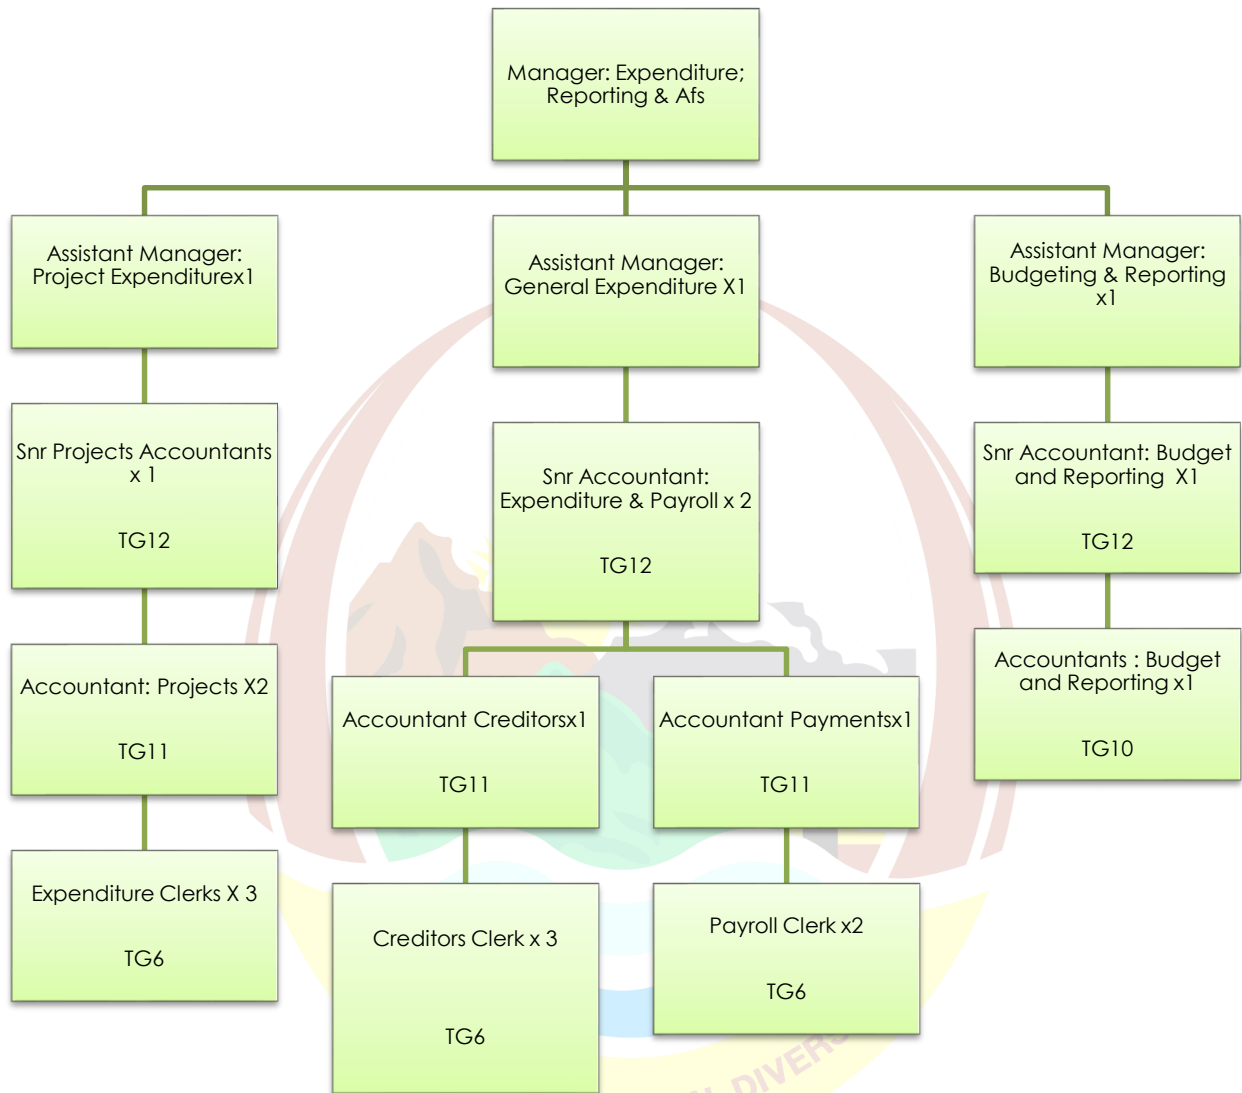 Manager: Expenditure;
Reporting & Afs
Assistant Manager:
Project Expenditurex1
Assistant Manager:
General Expenditure X1
Assistant Manager:
Budgeting & Reporting
x1
Snr Projects Accountants
x 1
TG12
Snr Accountant:
Expenditure & Payroll x 2
TG12
Snr Accountant: Budget
and Reporting X1
TG12
Accountant: Projects X2
TG11
Accountant Creditorsx1
TG11
Accountant Paymentsx1
TG11
Accountants : Budget
and Reporting x1
TG10
Expenditure Clerks X 3
TG6
Creditors Clerk x 3
TG6
Payroll Clerk x2
TG6